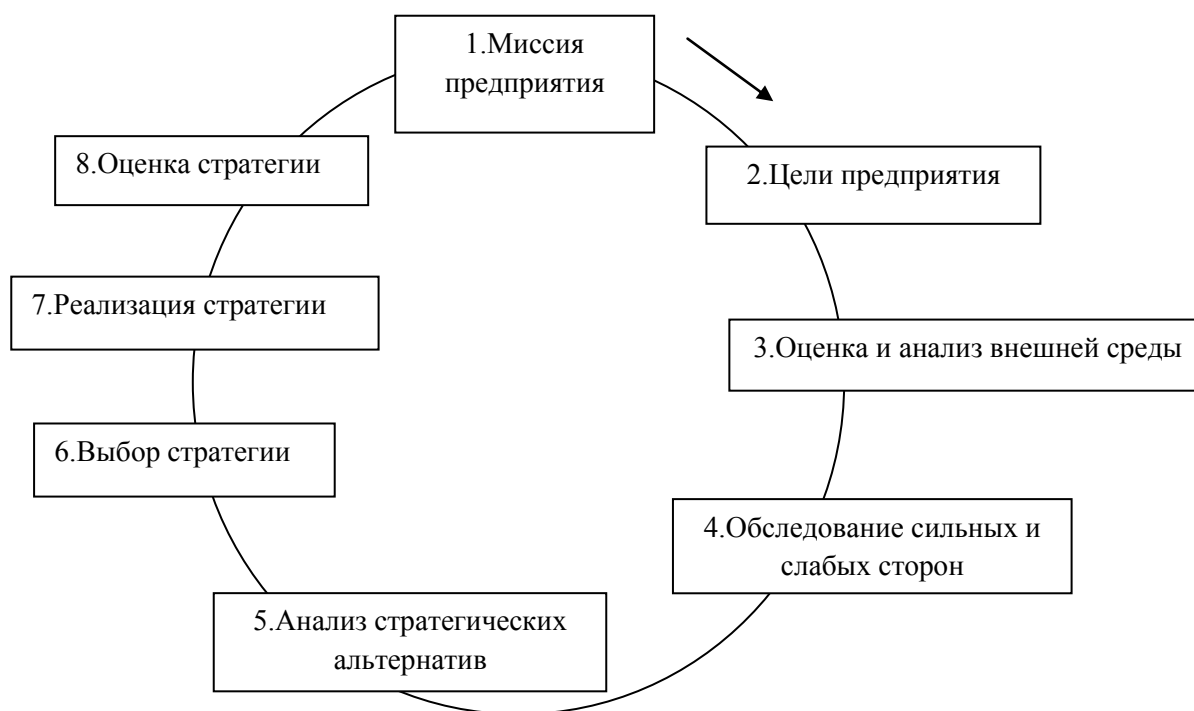 1.Миссия
предприятия
2.Цели предприятия
3.Оценка и анализ внешней среды
4.Обследование сильных и
слабых сторон
5.Анализ стратегических
альтернатив
6.Выбор стратегии
7.Реализация стратегии
8.Оценка стратегии